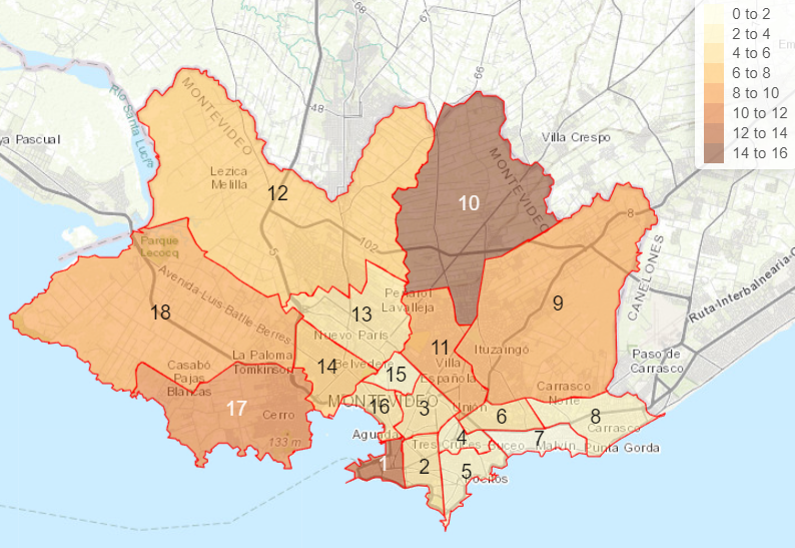 0 to 2
2 to 4
4 to 6
6 to 8
8 to 10
10 to 12
12 to 14
14 to 16
68
67
66
48
Río Santa Lucía
MONTEVIDEO
ya Pascual
Villa Crespo
Lezica
Melilla
12
MONTEVIDEO
10
8
Parque
Lecocq
102
5
CANELONES
Ruta-Interbalnearia-
Avenida-Luis-Batlle-Berres
Peñarol
Lavalleja
9
18
13
Nuevo París
11
Ituzaingó
La Paloma
Tomkinson
Casabó
Pajas
Blancas
14
Belvedere
Villa
Española
15
Paso de
Carrasco
Carrasco
Norte
17
Cerro
133 m
MONTEVIDEO
16
3
Unión
6
8
Carrasco
Aguada
Tres Cruces
4
Buceo
7
Malvín
Punta Gorda
1
2
5
Pocitos